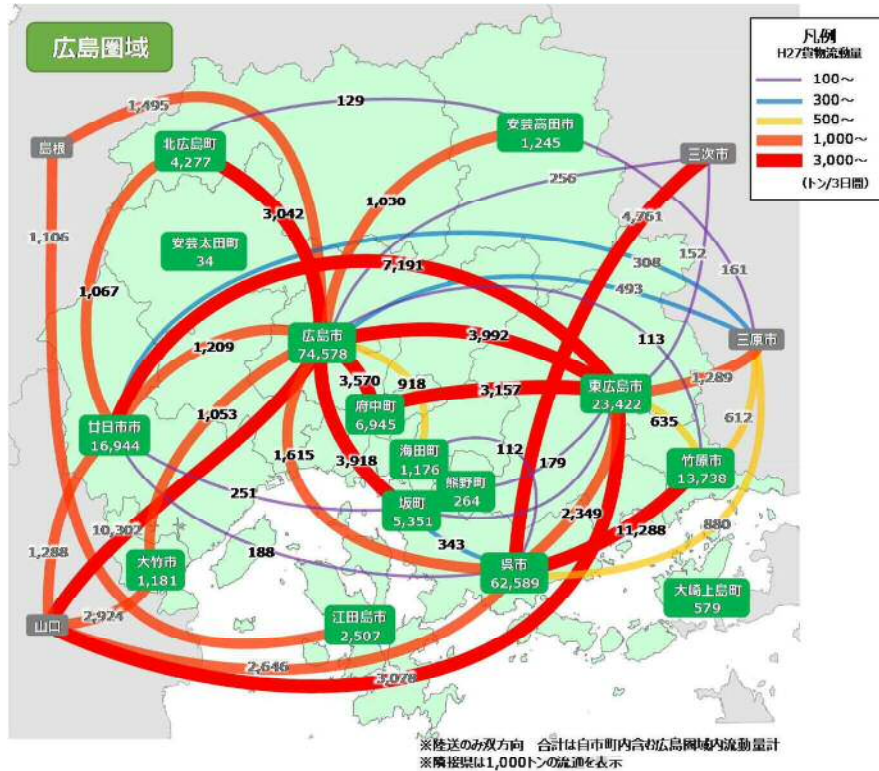 広島圏域
凡例
H27貨物流動量
100～
300～
500～
1,000～
3,000～
(トン/3日間)
1,495
129
島根
北広島町
4,277
安芸高田市
1,245
三次市
256
1,030
3,042
4,761
1,106
安芸太田町
34
7,191
308
152
161
1,067
493
広島市
74,578
3,992
113
三原市
1,209
3,570
918
3,157
東広島市
23,422
1,289
府中町
6,945
1,053
635
612
廿日市市
16,944
海田町
1,176
112
1,615
3,918
179
竹原市
13,738
熊野町
264
251
坂町
5,351
2,349
11,288
10,302
343
880
1,288
188
大竹市
1,181
呉市
62,589
大崎上島町
579
山口
2,924
江田島市
2,507
2,646
3,078
※陸送のみ双方向　合計は自市町内含む広島圏域内流動量計
※隣接県は1,000トンの流通を表示